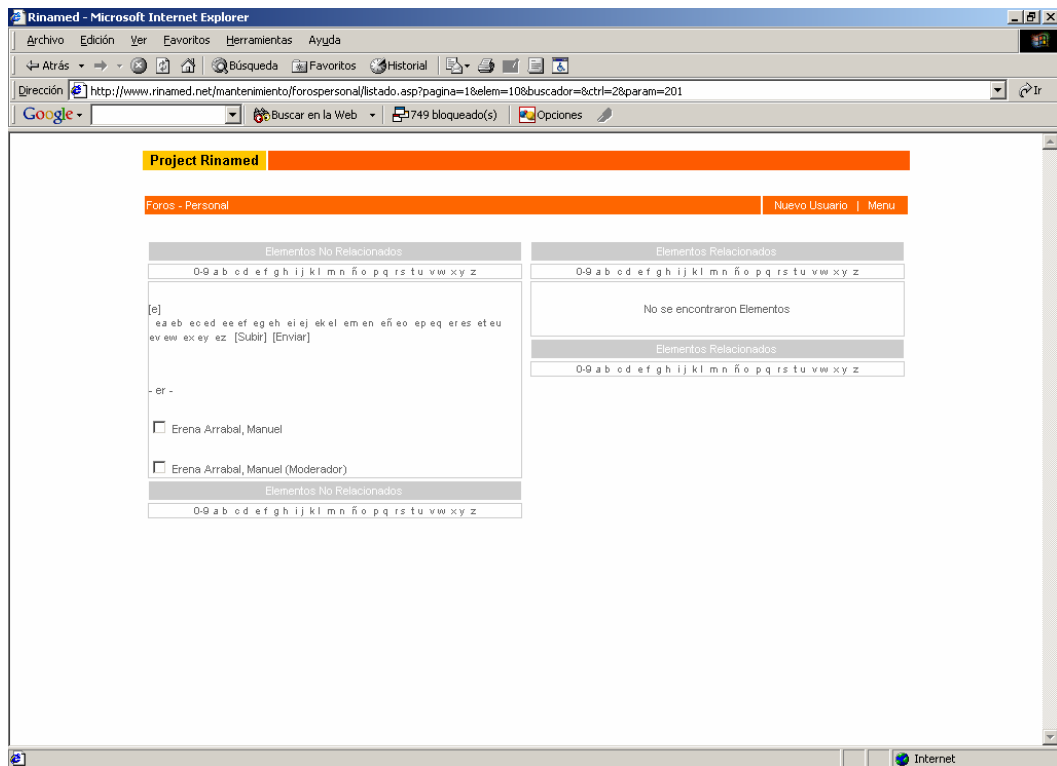 Rinamed - Microsoft Internet Explorer
Archivo Edición Ver Favoritos Herramientas Ayuda
Atrás Búsqueda Favoritos Historial
Dirección http://www.rinamed.net/mantenimiento/forospersonal/listado.asp?pagina=1&elem=10&buscador=&ctrl=2&param=201 Ir
Google Buscar en la Web 749 bloqueado(s) Opciones
Project Rinamed
Foros - Personal Nuevo Usuario | Menu
Elementos No Relacionados
0-9 a b c d e f g h i j k l m n ñ o p q r s t u v w x y z
[e]
ea eb ec ed ee ef eg eh ei ej ek el em en eñ eo ep eq er es et eu
ev ew ex ey ez [Subir] [Enviar]
- er -
Erena Arrabal, Manuel
Erena Arrabal, Manuel (Moderador)
Elementos No Relacionados
0-9 a b c d e f g h i j k l m n ñ o p q r s t u v w x y z
Elementos Relacionados
0-9 a b c d e f g h i j k l m n ñ o p q r s t u v w x y z
No se encontraron Elementos
Elementos Relacionados
0-9 a b c d e f g h i j k l m n ñ o p q r s t u v w x y z
Internet